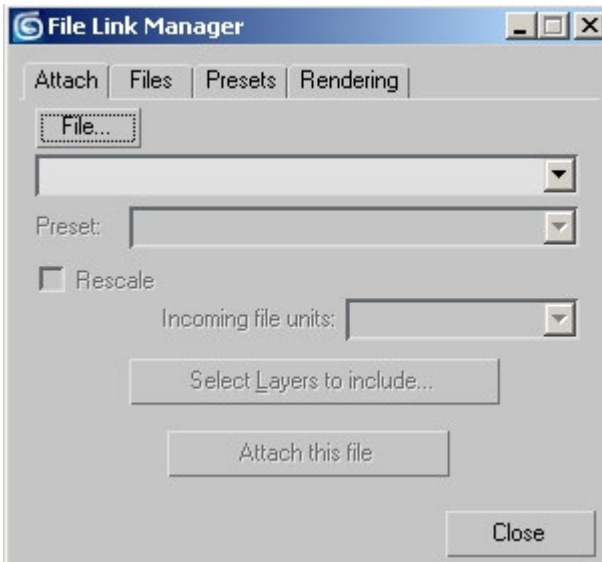 File Link Manager
Attach Files Presets Rendering
File...
Preset:
Rescale
Incoming file units:
Select Layers to include...
Attach this file
Close